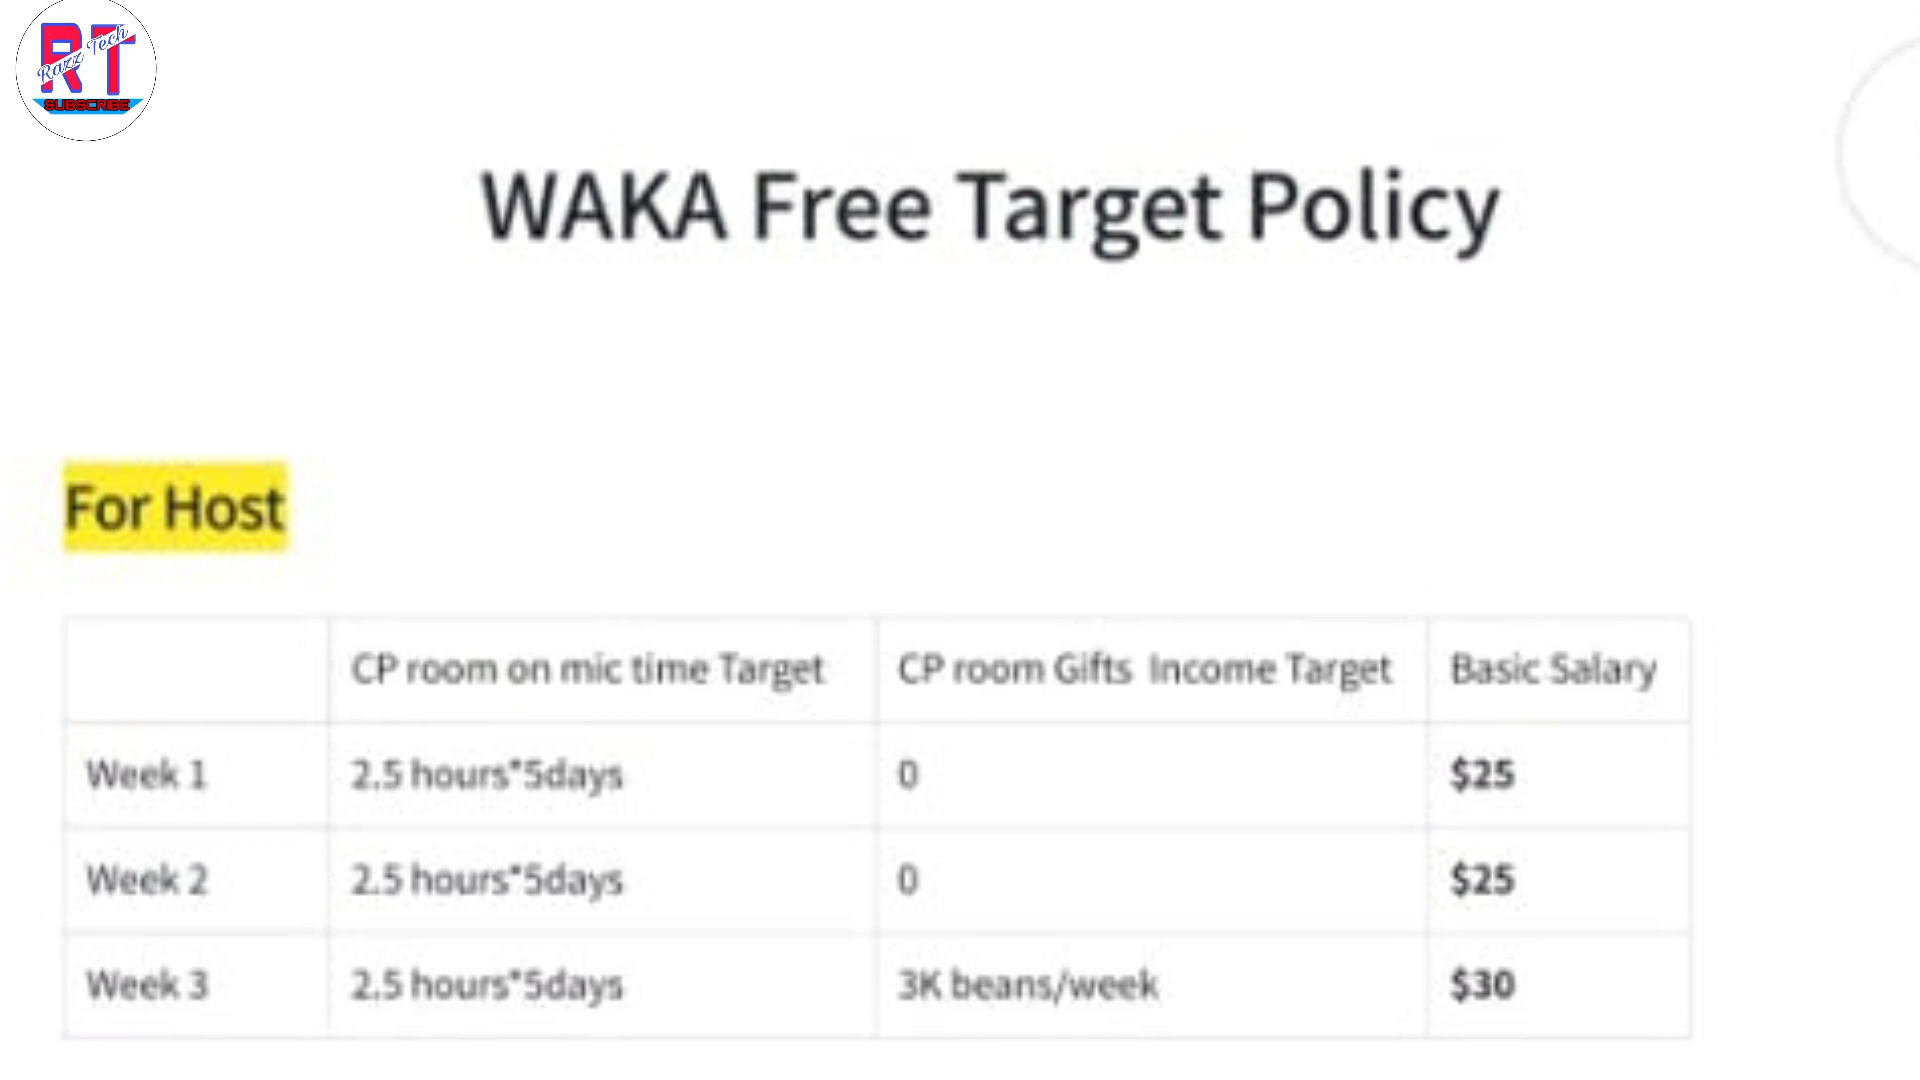 RT
Razz Tech
SUBSCRIBE
WAKA Free Target Policy
For Host
CP room on mic time Target CP room Gifts Income Target Basic Salary
Week 1 2.5 hours*5days 0 $25
Week 2 2.5 hours*5days 0 $25
Week 3 2.5 hours*5days 3K beans/week $30